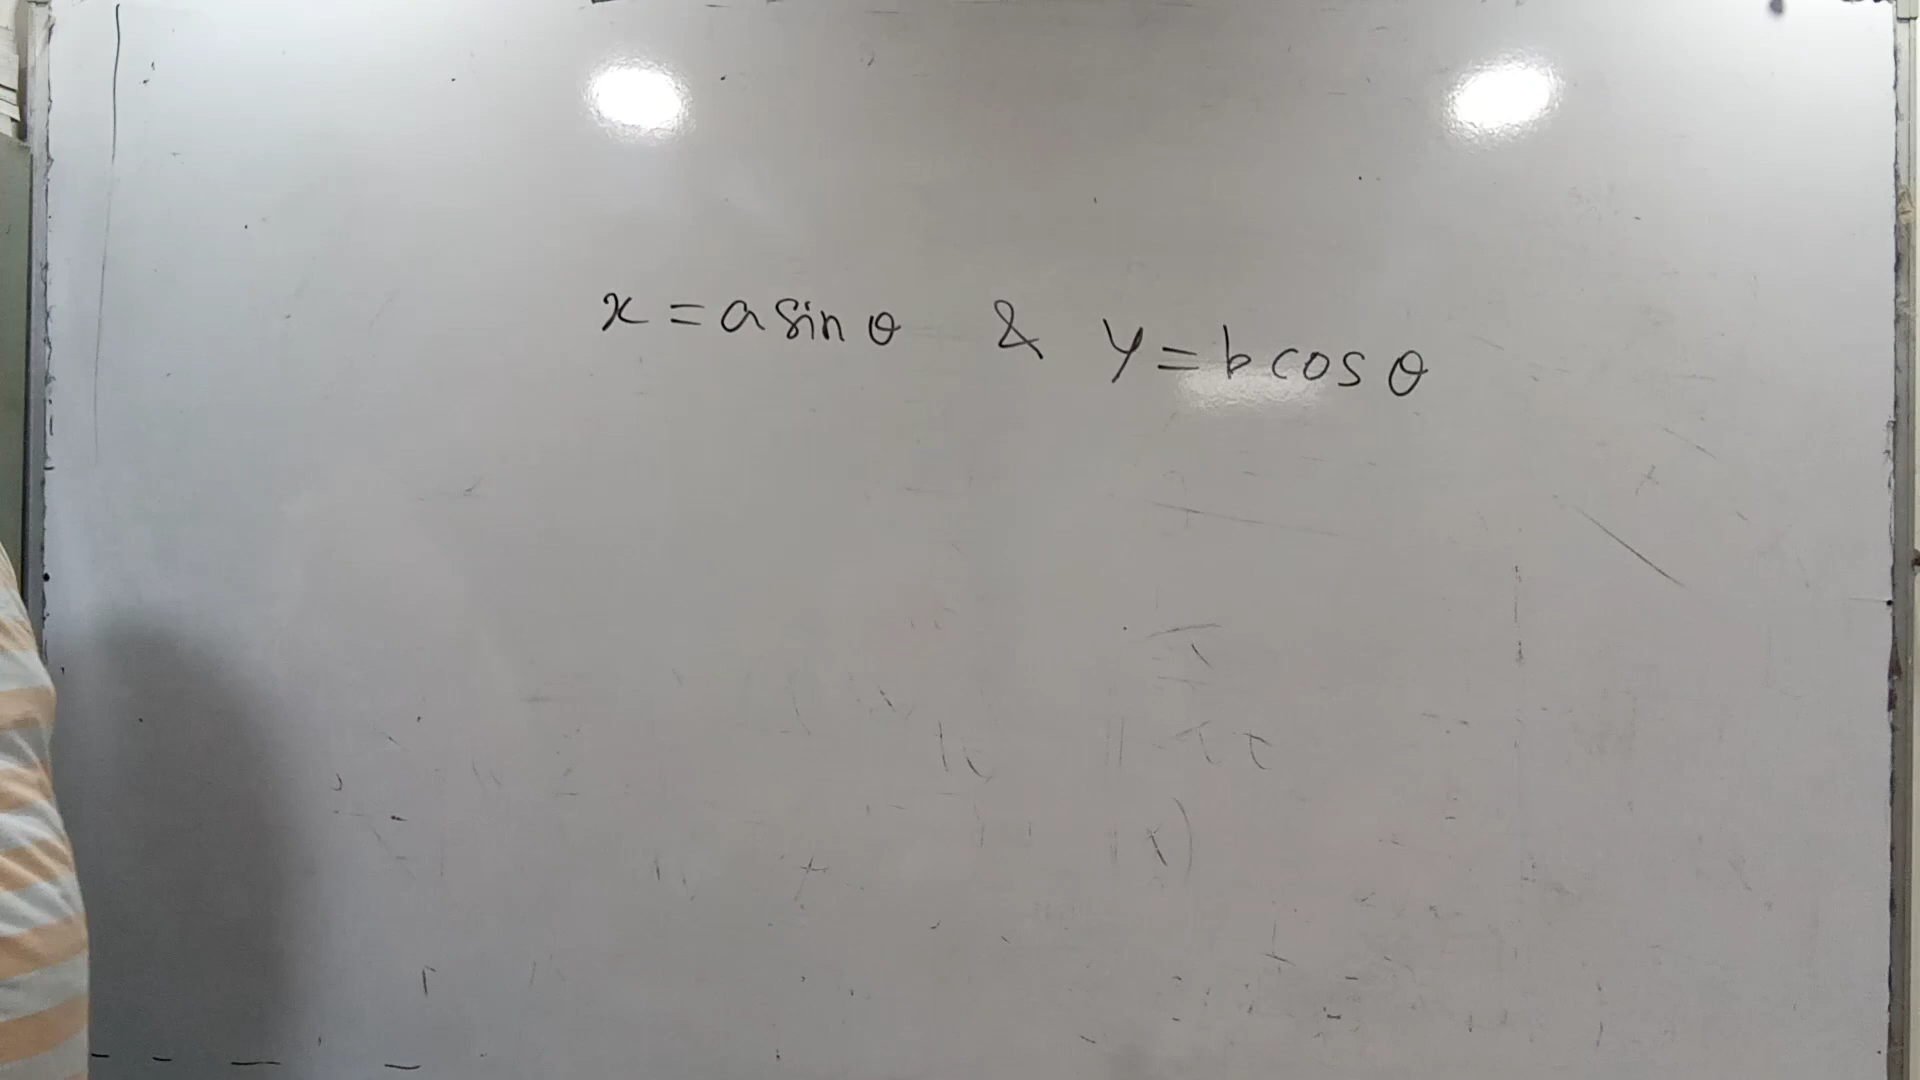 x = a sin θ & y = b cos θ